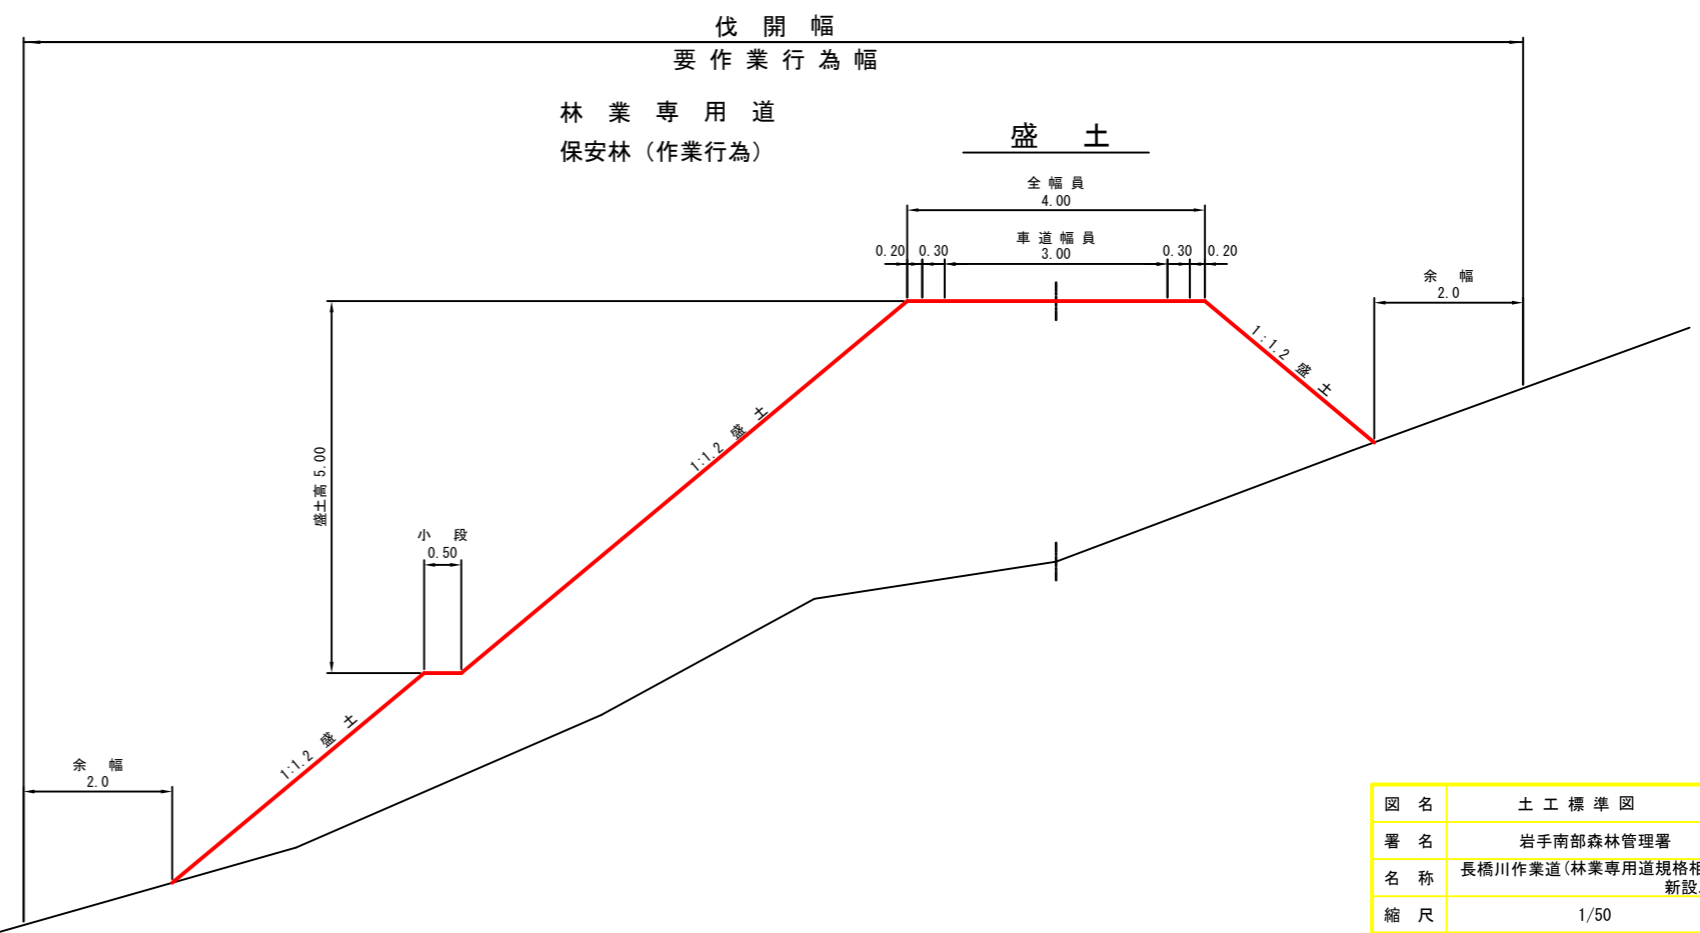 伐開幅
要作業行為幅
林業専用道
保安林（作業行為）
盛土
全幅員
4.00
車道幅員
0.20 0.30 3.00 0.30 0.20
余幅
2.0
1:1.2 盛土
1:1.2 盛土
盛土高 5.00
小段
0.50
1:1.2 盛土
余幅
2.0
図名 土工標準図
署名 岩手南部森林管理署
名称 長橋川作業道(林業専用道規格相
新設
縮尺 1/50